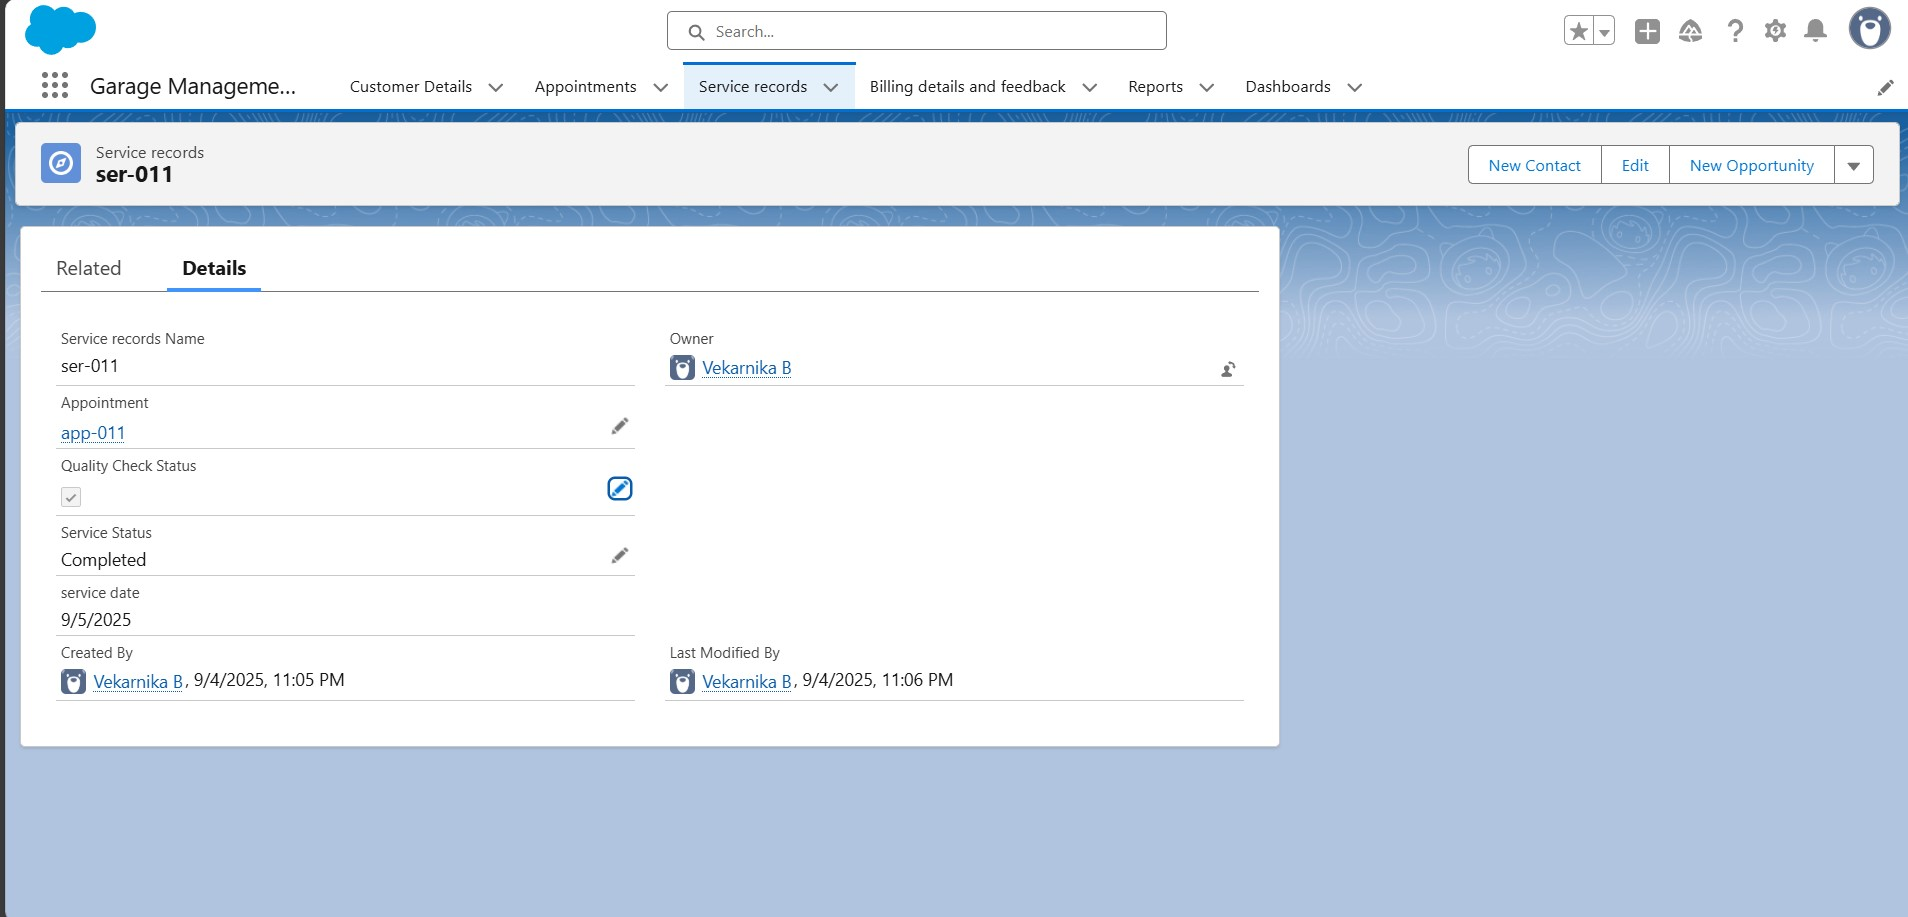 Search...
Garage Manageme...
Customer Details
Appointments
Service records
Billing details and feedback
Reports
Dashboards
Service records
ser-011
New Contact
Edit
New Opportunity
Related
Details
Service records Name
ser-011
Owner
Vekarnika B
Appointment
app-011
Quality Check Status
Service Status
Completed
service date
9/5/2025
Created By
Vekarnika B, 9/4/2025, 11:05 PM
Last Modified By
Vekarnika B, 9/4/2025, 11:06 PM